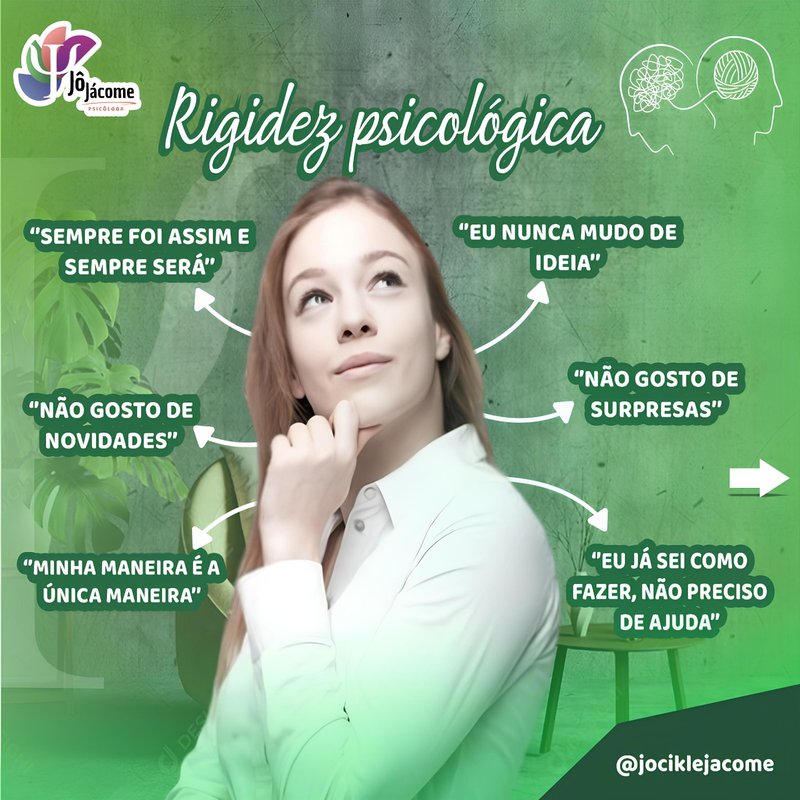 Jô
Jácome
PSICÓLOGA
Rigidez psicológica
"SEMPRE FOI ASSIM E
SEMPRE SERÁ"
"EU NUNCA MUDO DE
IDEIA"
"NÃO GOSTO DE
NOVIDADES"
"NÃO GOSTO DE
SURPRESAS"
"MINHA MANEIRA É A
ÚNICA MANEIRA"
"EU JÁ SEI COMO
FAZER, NÃO PRECISO
DE AJUDA"
@jociklejacome